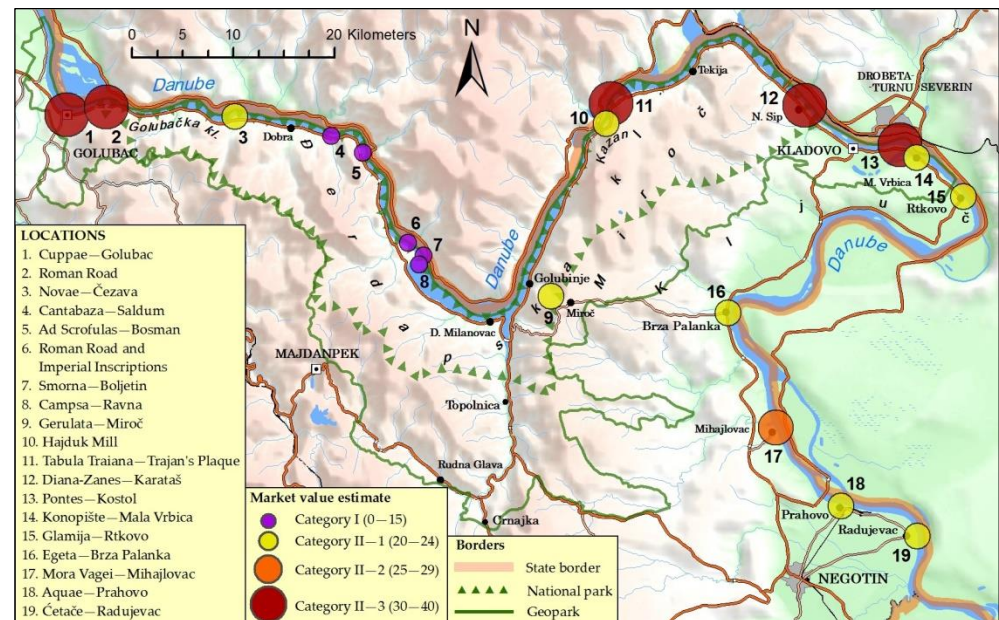 N
0 10 20 Kilometers
Danube
Tekija
DROBETA-
TURNU SEVERIN
10
11
12
N. Sip
1
2
GOLUBAC
Golubačka kl.
3
Dobra
4
5
Kazan
KLADOVO
13
M. Vrbica
14
15
Rtkovo
Đerdapska
Miroč
Ključ
6
7
8
Danube
Golubinje
Danube
9
Miroč
16
Brza Palanka
D. Milanovac
MAJDANPEK
Topolnica
Mihajlovac
17
Rudna Glava
18
Prahovo
Radujevac
19
Crnajka
NEGOTIN
LOCATIONS
1. Cuppae—Golubac
2. Roman Road
3. Novae—Čezava
4. Cantabaza—Saldum
5. Ad Scrofulas—Bosman
6. Roman Road and
Imperial Inscriptions
7. Smorna—Boljetin
8. Campsa—Ravna
9. Gerulata—Miroč
10. Hajduk Mill
11. Tabula Traiana—Trajan's Plaque
12. Diana-Zanes—Karataš
13. Pontes—Kostol
14. Konopište—Mala Vrbica
15. Glamija—Rtkovo
16. Egeta—Brza Palanka
17. Mora Vagei—Mihajlovac
18. Aquae—Prahovo
19. Ćetaće—Radujevac
Market value estimate
Category I (0—15)
Category II—1 (20—24)
Category II—2 (25—29)
Category II—3 (30—40)
Borders
State border
National park
Geopark